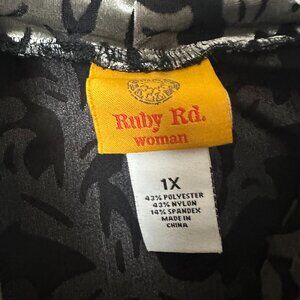 Ruby Rd.
woman
1X
43% POLYESTER
43% NYLON
14% SPANDEX
MADE IN
CHINA